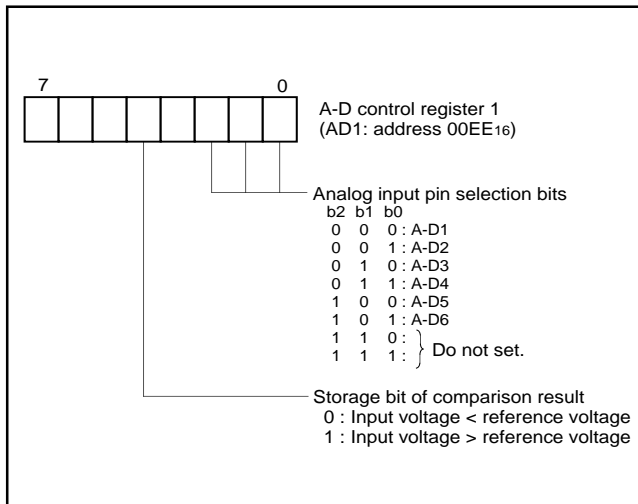 7 0
A-D control register 1
(AD1: address 00EE16)
Analog input pin selection bits
b2 b1 b0
0 0 0 : A-D1
0 0 1 : A-D2
0 1 0 : A-D3
0 1 1 : A-D4
1 0 0 : A-D5
1 0 1 : A-D6
1 1 0 :
1 1 1 :
Do not set.
Storage bit of comparison result
0 : Input voltage < reference voltage
1 : Input voltage > reference voltage